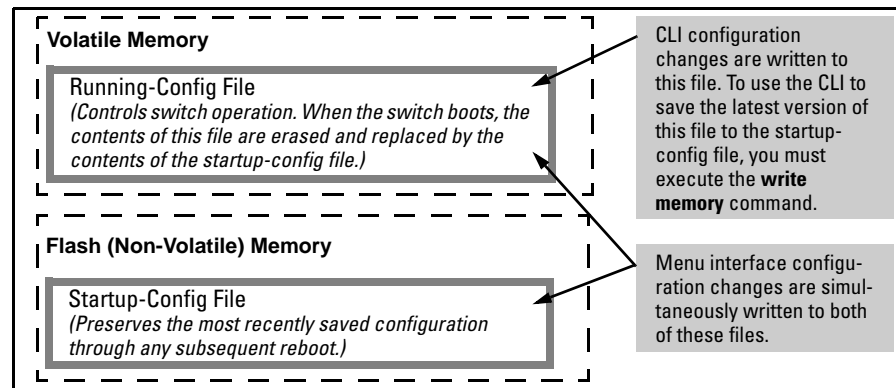 Volatile Memory
Running-Config File
(Controls switch operation. When the switch boots, the
contents of this file are erased and replaced by the
contents of the startup-config file.)
Flash (Non-Volatile) Memory
Startup-Config File
(Preserves the most recently saved configuration
through any subsequent reboot.)
CLI configuration
changes are written to
this file. To use the CLI to
save the latest version of
this file to the startup-
config file, you must
execute the write
memory command.
Menu interface configu-
ration changes are simul-
taneously written to both
of these files.